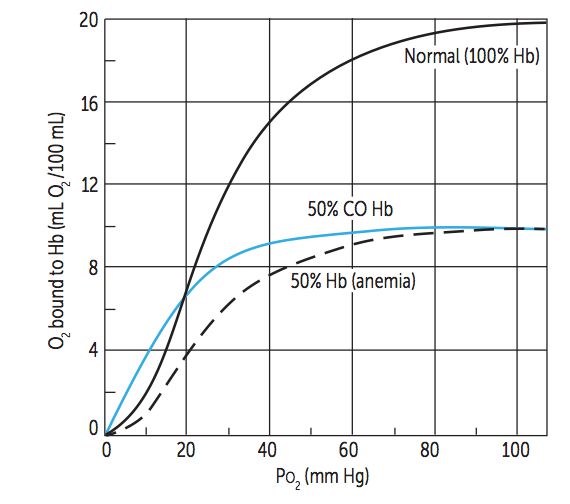 20
16
12
8
4
0
O₂ bound to Hb (mL O₂/100 mL)
Normal (100% Hb)
50% CO Hb
50% Hb (anemia)
0 20 40 60 80 100
PO₂ (mm Hg)